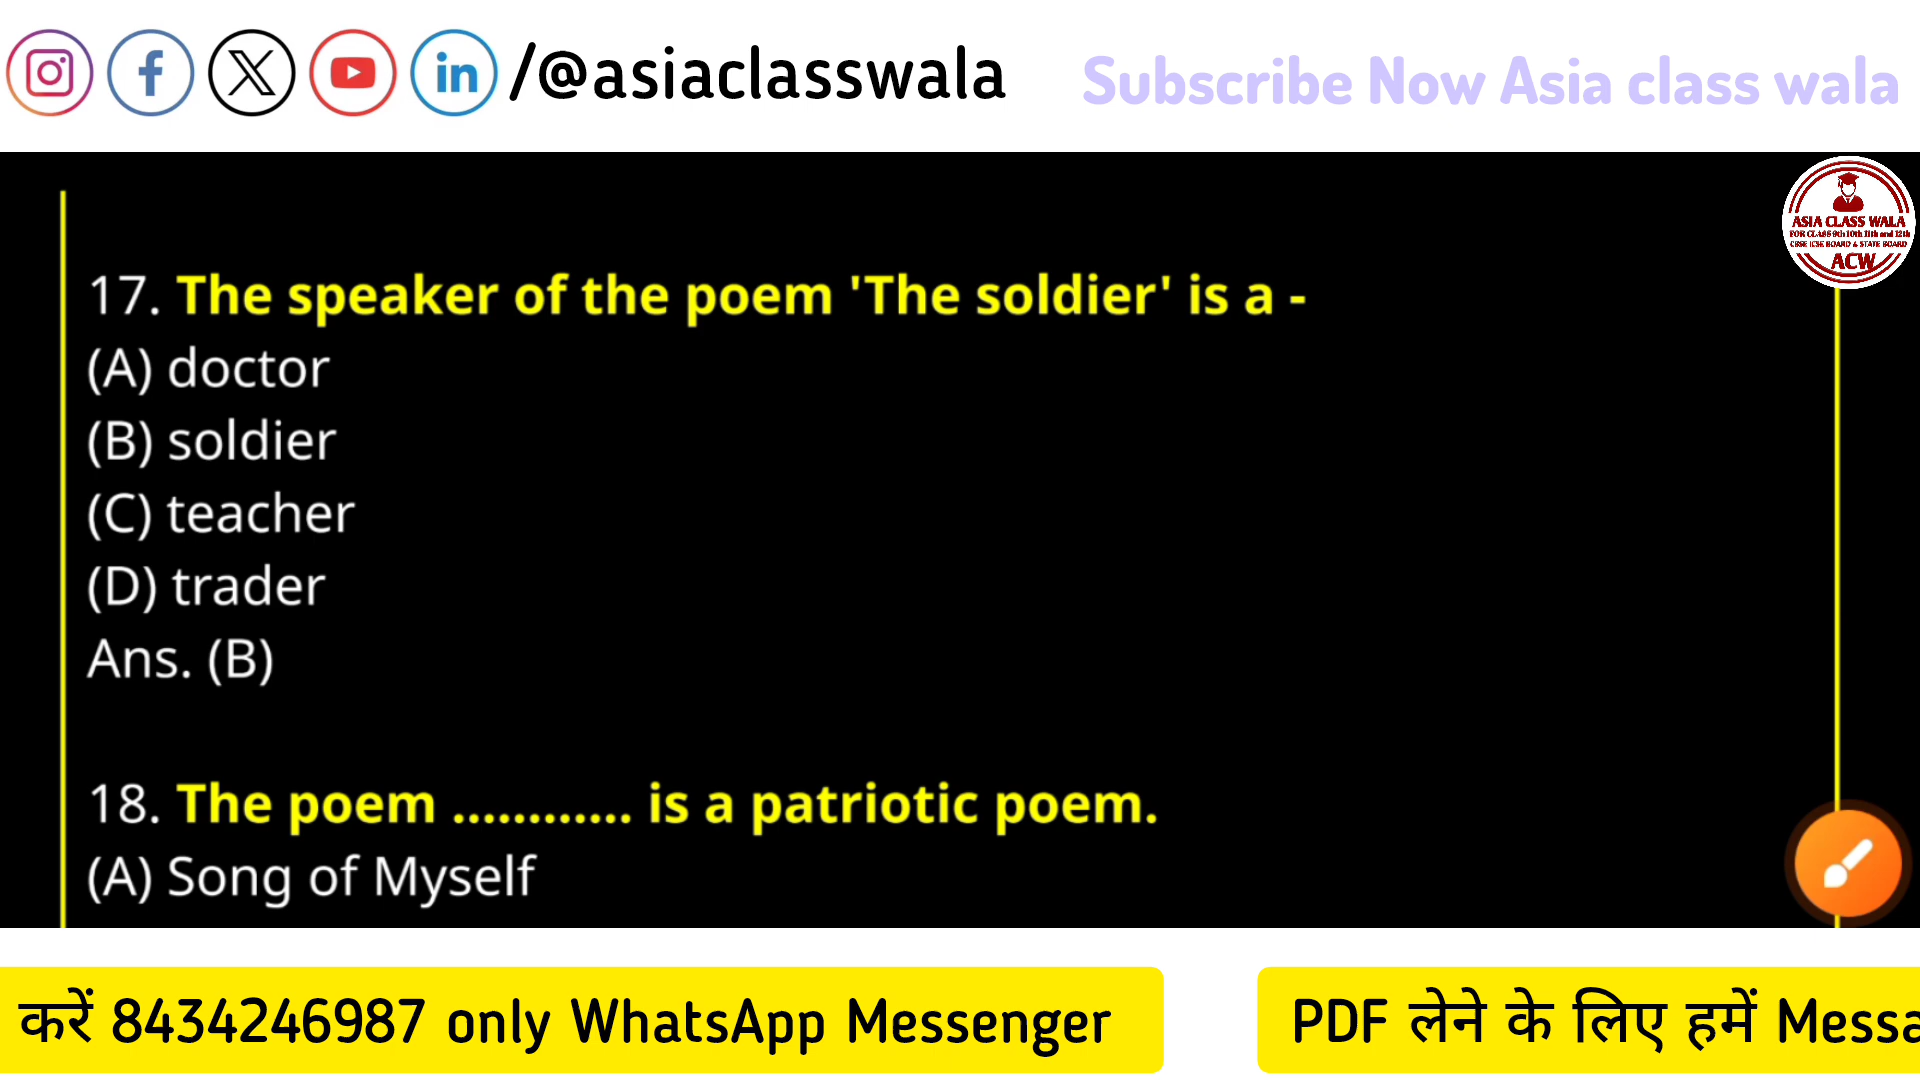 /@asiaclasswala
Subscribe Now Asia class wala
ASIA CLASS WALA
FOR CLASS 9th 10th 11th and 12th
CBSE ICSE BOARD & STATE BOARD
ACW
17. The speaker of the poem 'The soldier' is a -
(A) doctor
(B) soldier
(C) teacher
(D) trader
Ans. (B)
18. The poem ............ is a patriotic poem.
(A) Song of Myself
करें 8434246987 only WhatsApp Messenger
PDF लेने के लिए हमें Messa